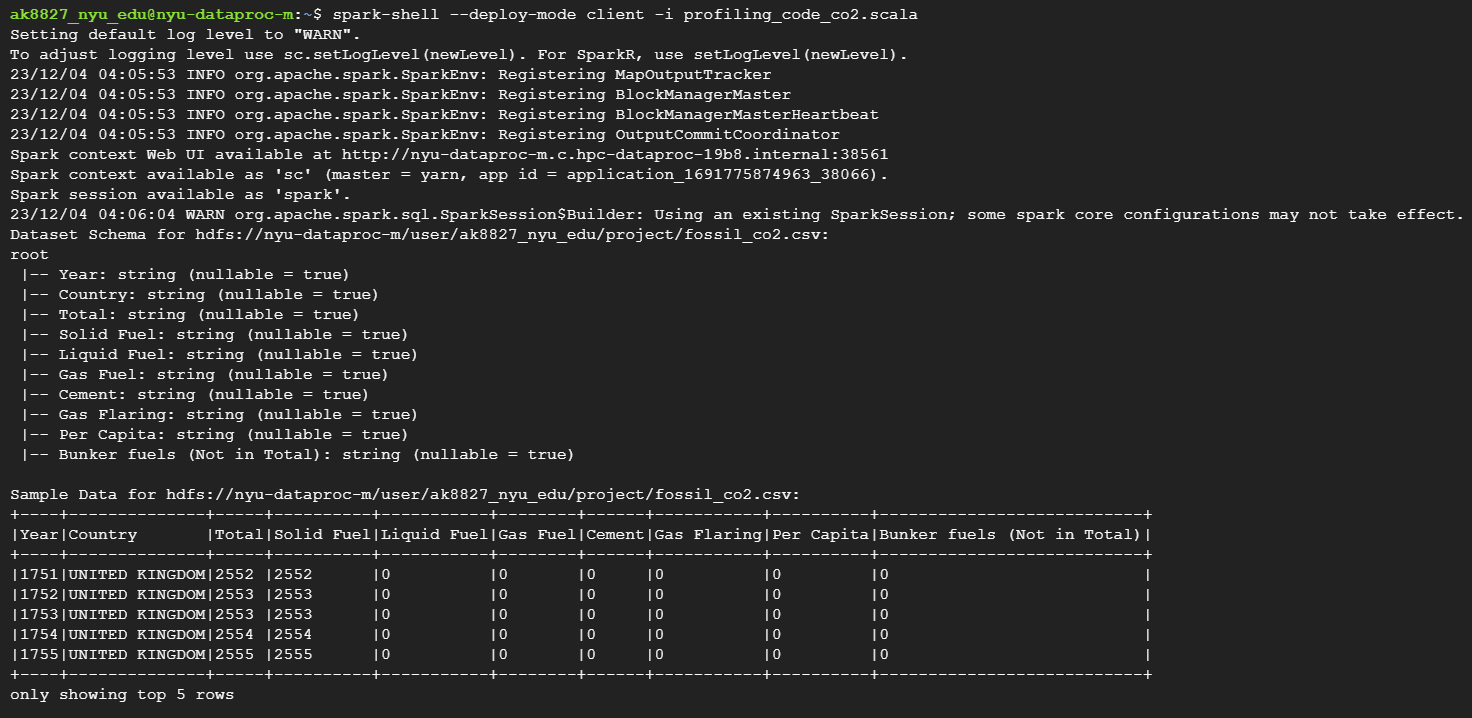 ak8827_nyu_edu@nyu-dataproc-m:~$ spark-shell --deploy-mode client -i profiling_code_co2.scala
Setting default log level to "WARN".
To adjust logging level use sc.setLogLevel(newLevel). For SparkR, use setLogLevel(newLevel).
23/12/04 04:05:53 INFO org.apache.spark.SparkEnv: Registering MapOutputTracker
23/12/04 04:05:53 INFO org.apache.spark.SparkEnv: Registering BlockManagerMaster
23/12/04 04:05:53 INFO org.apache.spark.SparkEnv: Registering BlockManagerMasterHeartbeat
23/12/04 04:05:53 INFO org.apache.spark.SparkEnv: Registering OutputCommitCoordinator
Spark context Web UI available at http://nyu-dataproc-m.c.hpc-dataproc-19b8.internal:38561
Spark context available as 'sc' (master = yarn, app id = application_1691775874963_38066).
Spark session available as 'spark'.
23/12/04 04:06:04 WARN org.apache.spark.sql.SparkSession$Builder: Using an existing SparkSession; some spark core configurations may not take effect.
Dataset Schema for hdfs://nyu-dataproc-m/user/ak8827_nyu_edu/project/fossil_co2.csv:
root
 |-- Year: string (nullable = true)
 |-- Country: string (nullable = true)
 |-- Total: string (nullable = true)
 |-- Solid Fuel: string (nullable = true)
 |-- Liquid Fuel: string (nullable = true)
 |-- Gas Fuel: string (nullable = true)
 |-- Cement: string (nullable = true)
 |-- Gas Flaring: string (nullable = true)
 |-- Per Capita: string (nullable = true)
 |-- Bunker fuels (Not in Total): string (nullable = true)

Sample Data for hdfs://nyu-dataproc-m/user/ak8827_nyu_edu/project/fossil_co2.csv:
+----+--------------+-----+----------+-----------+--------+------+-----------+----------+---------------------------+
|Year|Country       |Total|Solid Fuel|Liquid Fuel|Gas Fuel|Cement|Gas Flaring|Per Capita|Bunker fuels (Not in Total)|
+----+--------------+-----+----------+-----------+--------+------+-----------+----------+---------------------------+
|1751|UNITED KINGDOM|2552 |2552      |0          |0       |0     |0          |0         |0                          |
|1752|UNITED KINGDOM|2553 |2553      |0          |0       |0     |0          |0         |0                          |
|1753|UNITED KINGDOM|2553 |2553      |0          |0       |0     |0          |0         |0                          |
|1754|UNITED KINGDOM|2554 |2554      |0          |0       |0     |0          |0         |0                          |
|1755|UNITED KINGDOM|2555 |2555      |0          |0       |0     |0          |0         |0                          |
+----+--------------+-----+----------+-----------+--------+------+-----------+----------+---------------------------+
only showing top 5 rows